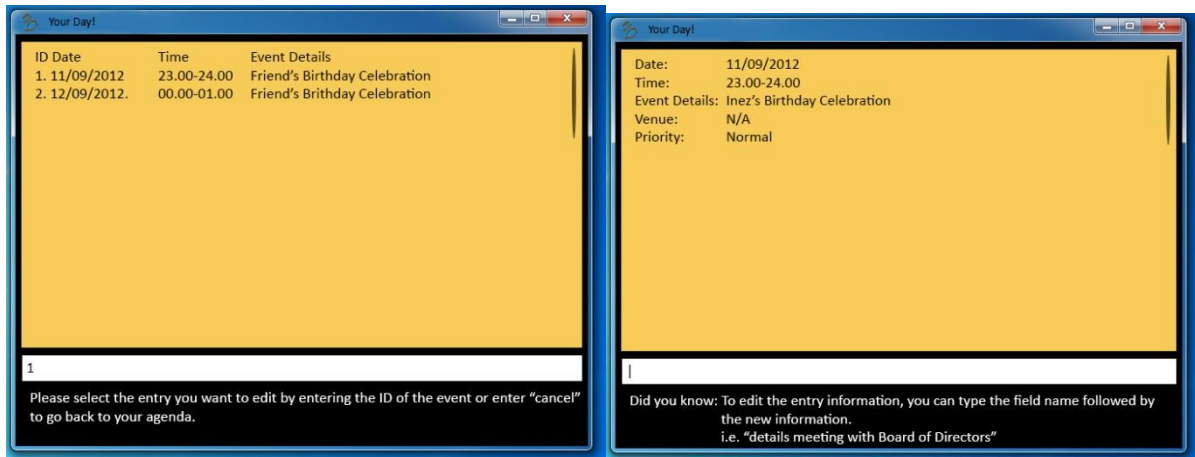 Your Day!
ID Date Time Event Details
1. 11/09/2012 23.00-24.00 Friend's Birthday Celebration
2. 12/09/2012. 00.00-01.00 Friend's Brithday Celebration
1
Please select the entry you want to edit by entering the ID of the event or enter “cancel”
to go back to your agenda.
Your Day!
Date: 11/09/2012
Time: 23.00-24.00
Event Details: Inez's Birthday Celebration
Venue: N/A
Priority: Normal
Did you know: To edit the entry information, you can type the field name followed by
the new information.
i.e. “details meeting with Board of Directors”